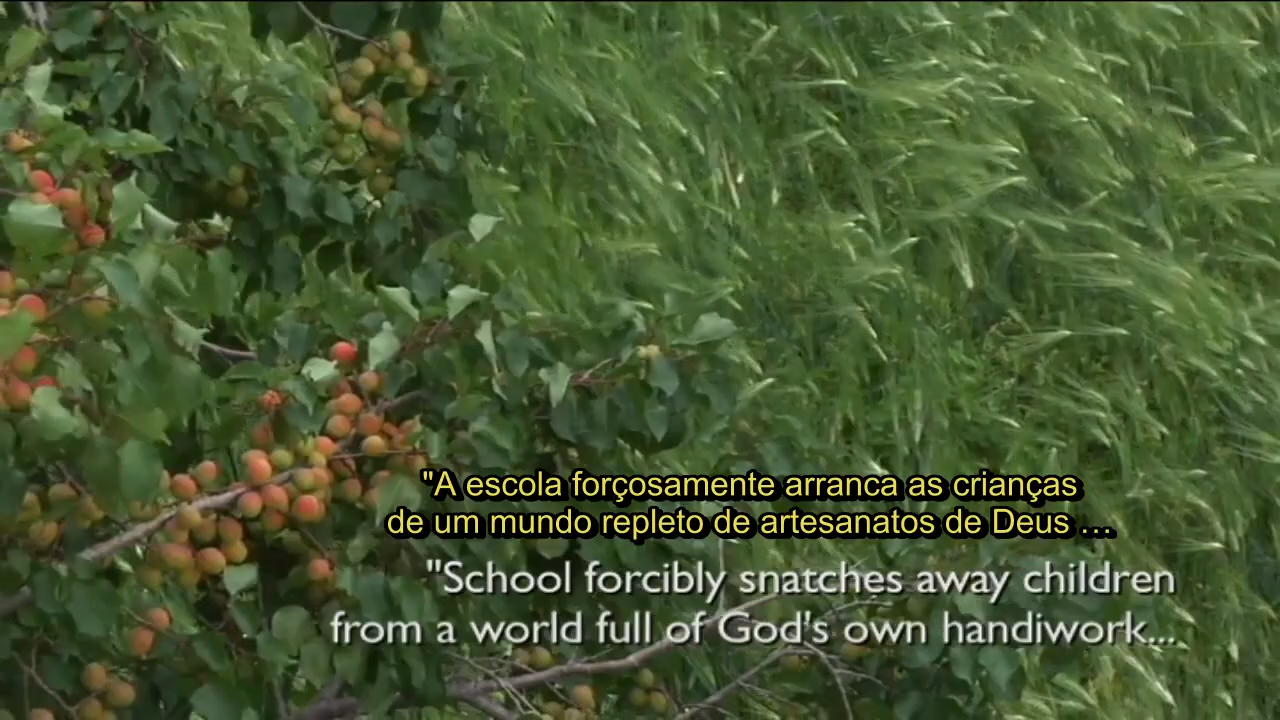 "A escola forçosamente arranca as crianças
de um mundo repleto de artesanatos de Deus …
"School forcibly snatches away children
from a world full of God's own handiwork...